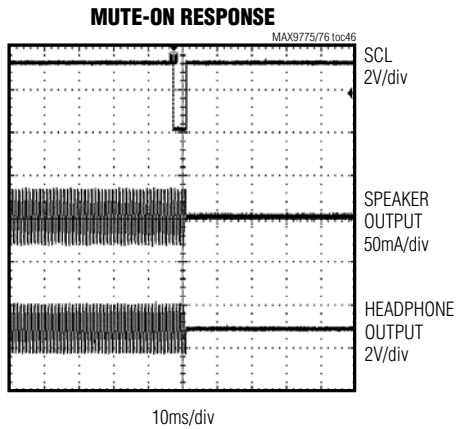 MUTE-ON RESPONSE
MAX9775/76 toc46
SCL
2V/div
SPEAKER
OUTPUT
50mA/div
HEADPHONE
OUTPUT
2V/div
10ms/div